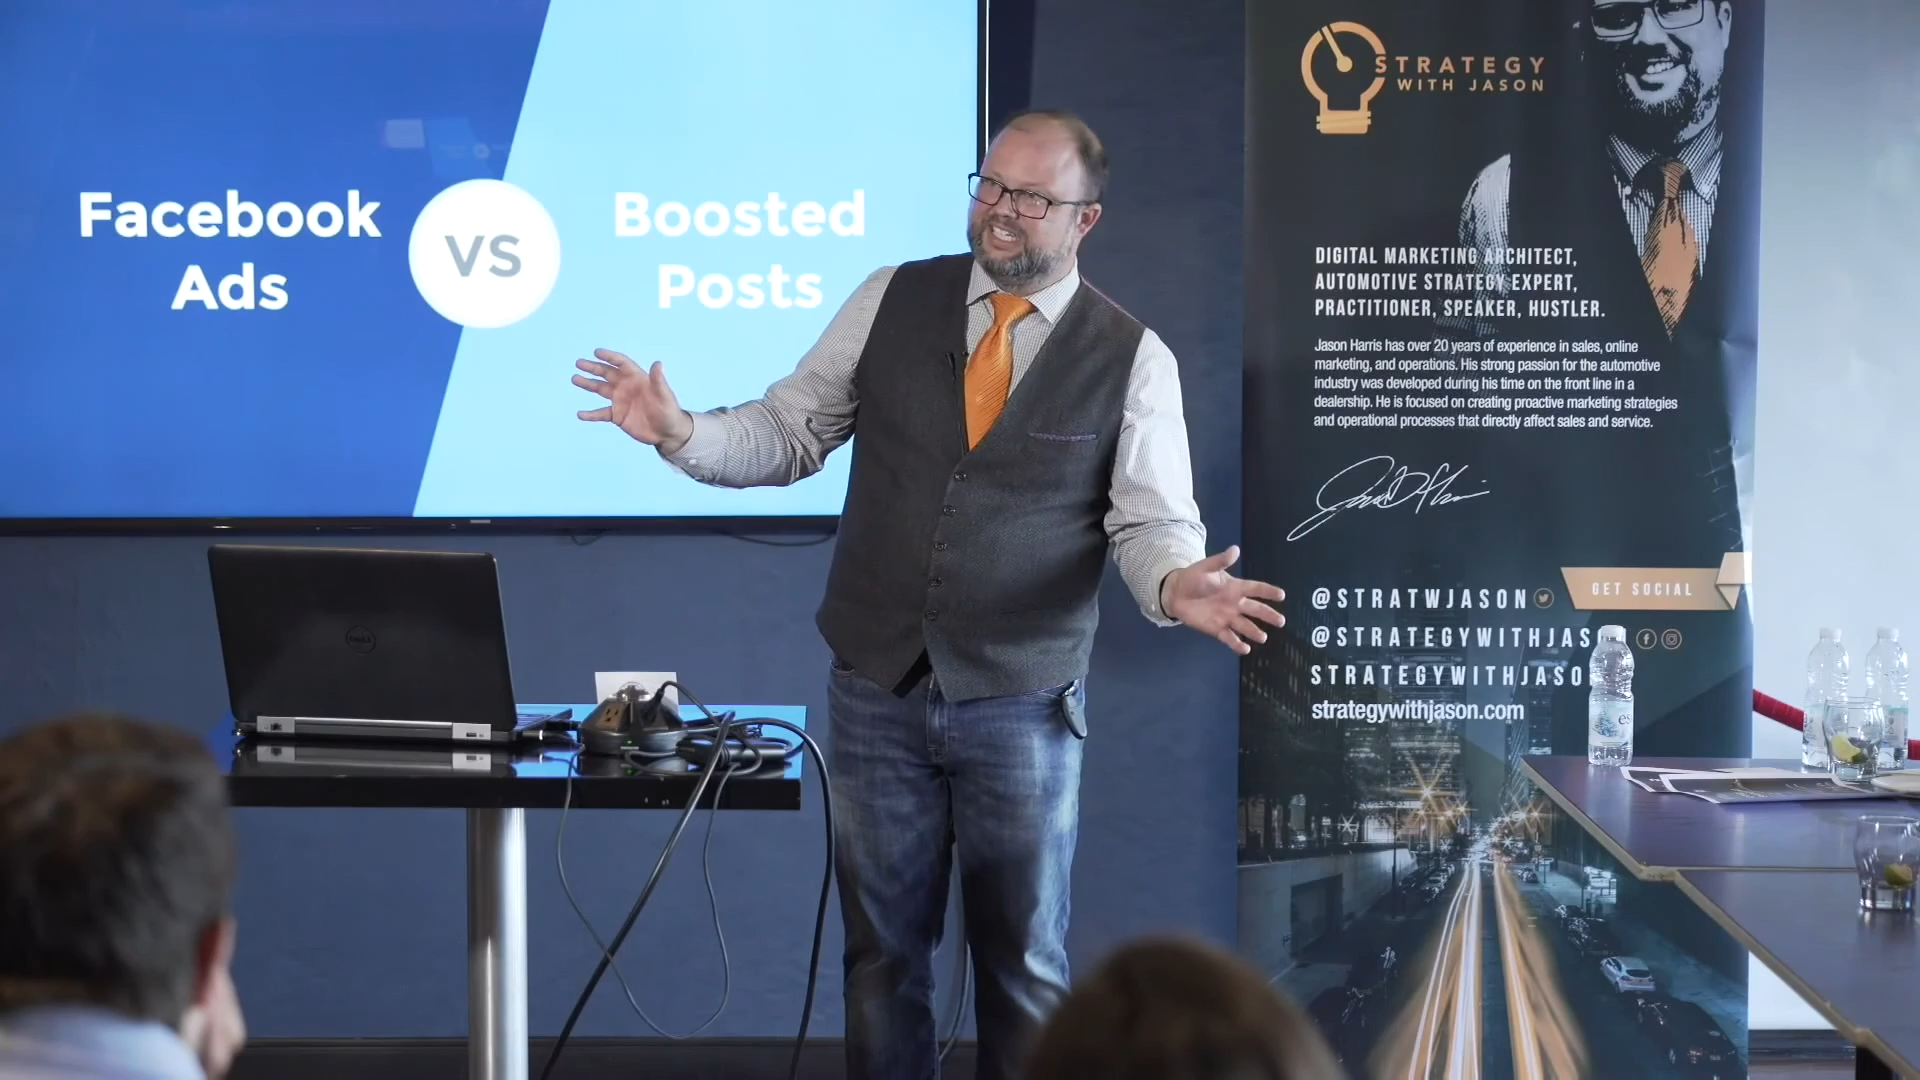 Facebook
Ads
VS
Boosted
Posts
STRATEGY
WITH JASON
DIGITAL MARKETING ARCHITECT,
AUTOMOTIVE STRATEGY EXPERT,
PRACTITIONER, SPEAKER, HUSTLER.
Jason Harris has over 20 years of experience in sales, online
marketing, and operations. His strong passion for the automotive
industry was developed during his time on the front line in a
dealership. He is focused on creating proactive marketing strategies
and operational processes that directly affect sales and service.
GET SOCIAL
@STRATWJASON
@STRATEGYWITHJAS
STRATEGYWITHJASO
strategywithjason.com
DELL